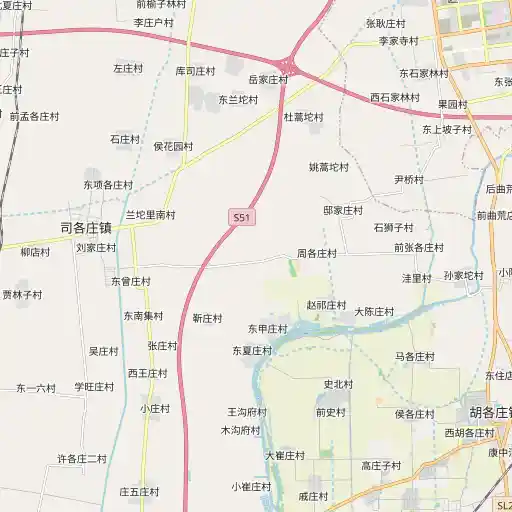 前榆子林村
夏庄村
李庄户村
张耿庄村
李家寺村
左庄村
库司庄村
岳家庄村
东石家林村
东兰坨村
西石家林村
果园村
前孟各庄村
杜蒿坨村
东上坡子村
石庄村
侯花园村
姚蒿坨村
尹桥村
东项各庄村
兰坨里南村
邸家庄村
S51
司各庄镇
石狮子村
前曲荒店
刘家庄村
柳店村
周各庄村
前张各庄村
东曾庄村
洼里村
孙家坨村
贾林子村
赵祁庄村
东南集村
靳庄村
大陈庄村
东甲庄村
张庄村
吴庄村
东夏庄村
马各庄村
西王庄村
东住店
东一六村
学旺庄村
史北村
小庄村
王沟府村
前史村
侯各庄村
胡各庄镇
木沟府村
西胡各庄村
许各庄二村
大崔庄村
高庄子村
庄五庄村
小崔庄村
戚庄村